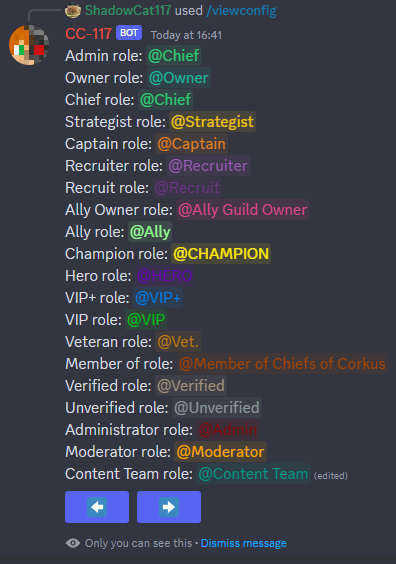 ShadowCat117 used /viewconfig
CC-117 BOT Today at 16:41
Admin role: @Chief
Owner role: @Owner
Chief role: @Chief
Strategist role: @Strategist
Captain role: @Captain
Recruiter role: @Recruiter
Recruit role: @Recruit
Ally Owner role: @Ally Guild Owner
Ally role: @Ally
Champion role: @CHAMPION
Hero role: @HERO
VIP+ role: @VIP+
VIP role: @VIP
Veteran role: @Vet.
Member of role: @Member of Chiefs of Corkus
Verified role: @Verified
Unverified role: @Unverified
Administrator role: @Admin
Moderator role: @Moderator
Content Team role: @Content Team (edited)
Only you can see this • Dismiss message